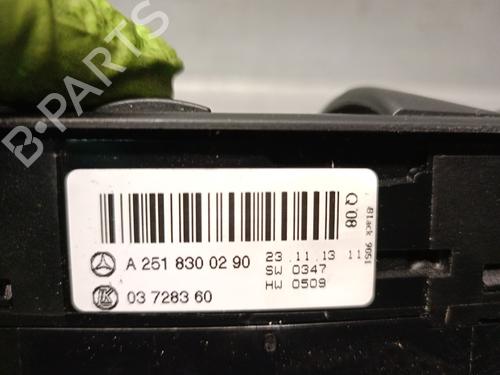 B-PARTS
Q'08
Black 9051
A 251 830 02 90
23 11.13 11
SW 0347
HW 0509
03 7283 60